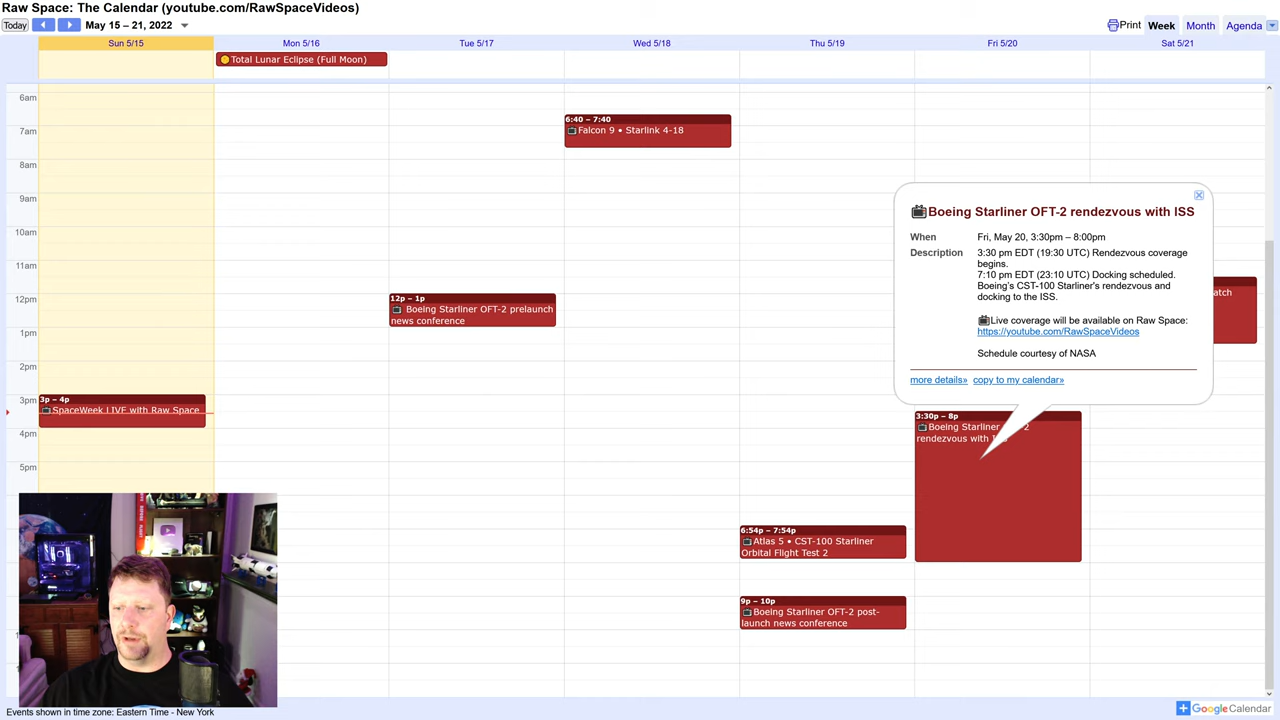 Raw Space: The Calendar (youtube.com/RawSpaceVideos)
Today
May 15 – 21, 2022
Print
Week
Month
Agenda
Sun 5/15
Mon 5/16
Tue 5/17
Wed 5/18
Thu 5/19
Fri 5/20
Sat 5/21
Total Lunar Eclipse (Full Moon)
6am
7am
8am
9am
10am
11am
12pm
1pm
2pm
3pm
4pm
5pm
3p – 4p
SpaceWeek LIVE with Raw Space
12p – 1p
Boeing Starliner OFT-2 prelaunch
news conference
6:40 – 7:40
Falcon 9 • Starlink 4-18
6:54p – 7:54p
Atlas 5 • CST-100 Starliner
Orbital Flight Test 2
9p – 10p
Boeing Starliner OFT-2 post-
launch news conference
Boeing Starliner OFT-2 rendezvous with ISS
When
Fri, May 20, 3:30pm – 8:00pm
Description
3:30 pm EDT (19:30 UTC) Rendezvous coverage
begins.
7:10 pm EDT (23:10 UTC) Docking scheduled.
Boeing's CST-100 Starliner's rendezvous and
docking to the ISS.
Live coverage will be available on Raw Space:
https://youtube.com/RawSpaceVideos
Schedule courtesy of NASA
more details»
copy to my calendar»
3:30p – 8p
Boeing Starliner
rendezvous with
Events shown in time zone: Eastern Time - New York
GoogleCalendar